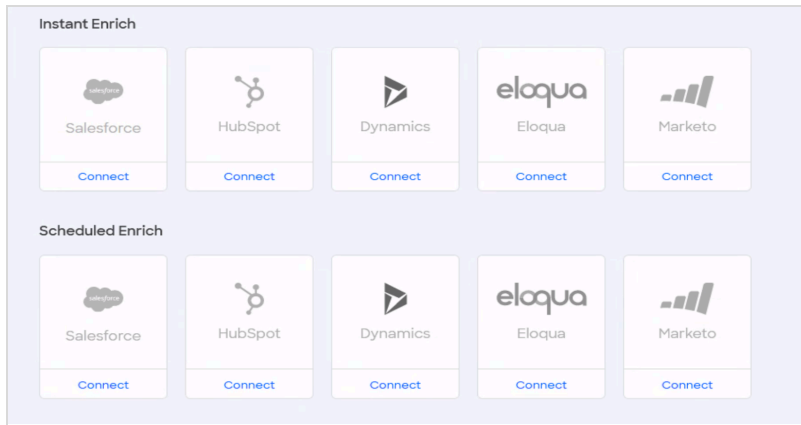 Instant Enrich
salesforce
eloqua
Salesforce HubSpot Dynamics Eloqua Marketo
Connect Connect Connect Connect Connect
Scheduled Enrich
salesforce
eloqua
Salesforce HubSpot Dynamics Eloqua Marketo
Connect Connect Connect Connect Connect